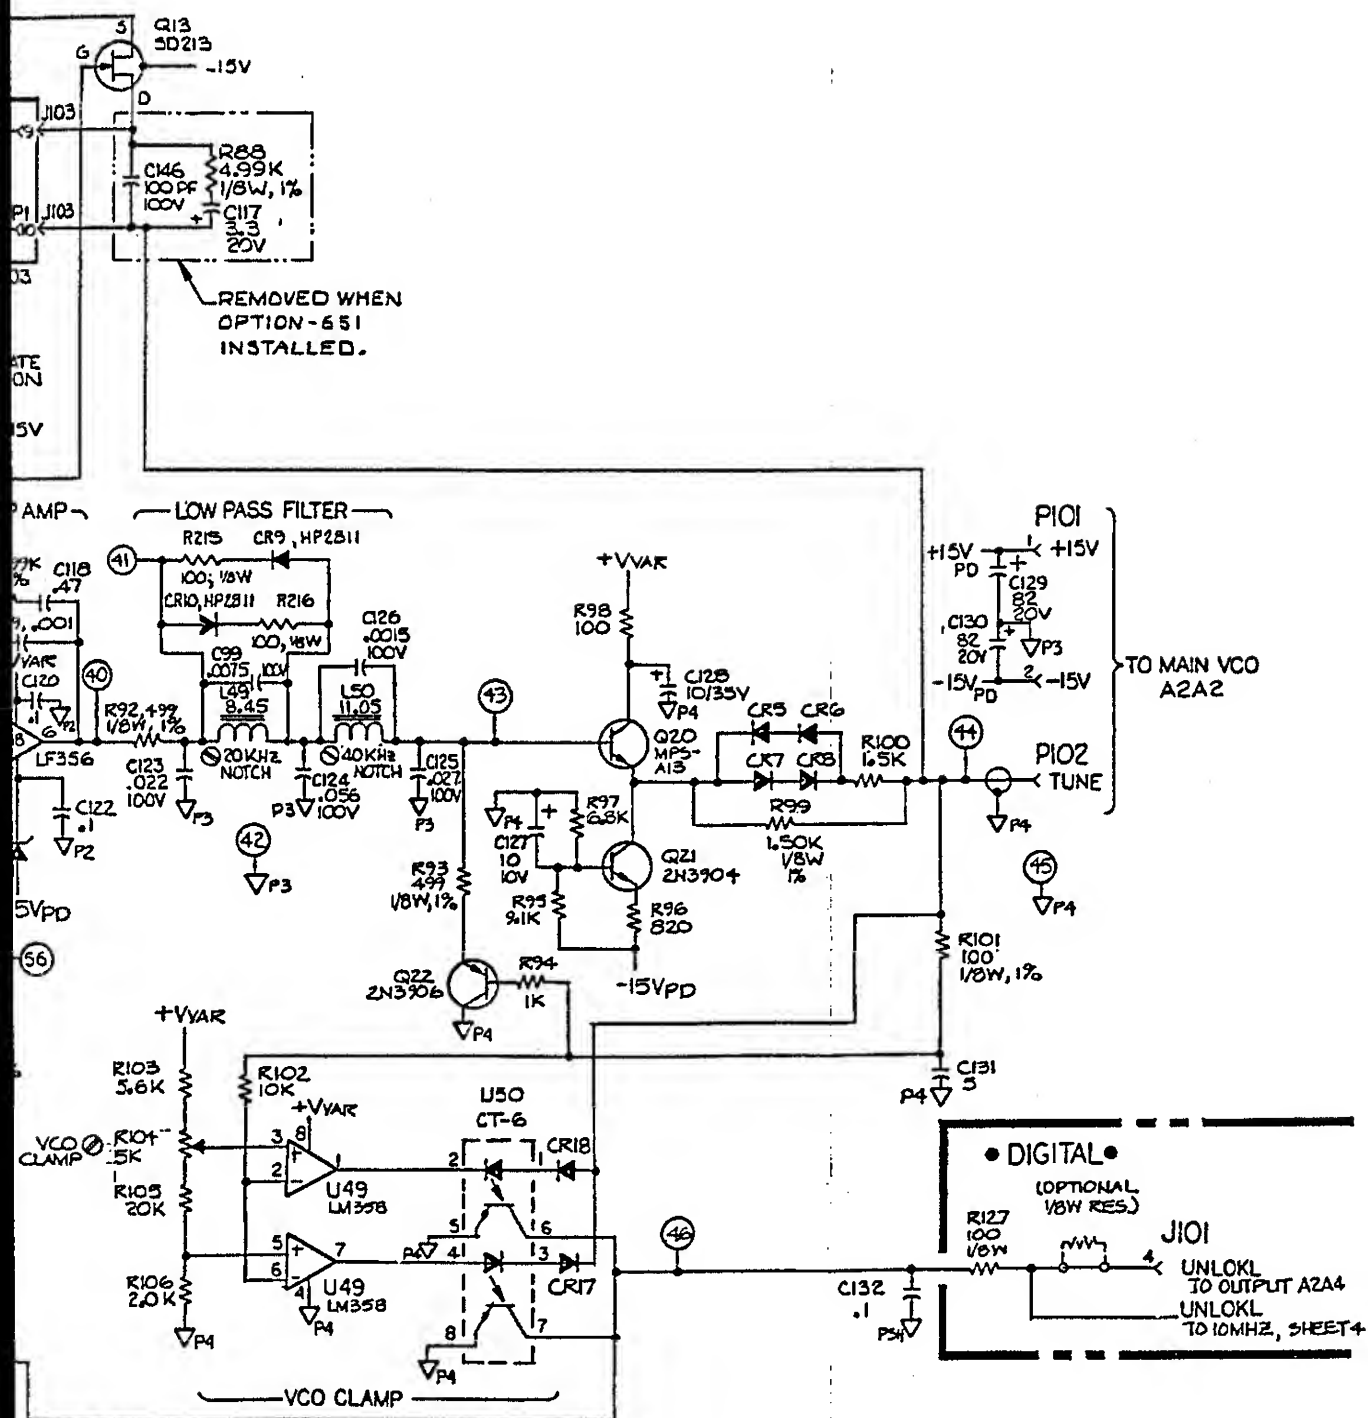 S
Q13
SD213
G
-15V
D
J103
9
C146
100PF
100V
R88
4.99K
1/8W, 1%
P1
J103
10
+
C117
3.3
20V
03
REMOVED WHEN
OPTION-651
INSTALLED.
ATE
ON
15V
P AMP
LOW PASS FILTER
41
R215
100, 1/8W
CR9, HP2811
CR10, HP2811
R216
100, 1/8W
C118
.47
.001
VVAR
C120
.1
P2
40
R92, 499
1/8W, 1%
8
6
LF356
C99
.0075
100V
L49
8.45
20KHz
NOTCH
C126
.0015
100V
L50
11.05
40KHz
NOTCH
C123
.022
100V
P3
C124
.056
100V
P3
C125
.027
100V
P3
C122
.1
P2
42
P3
43
+VVAR
R98
100
+
C128
10/35V
P4
Q20
MPS-
A13
CR5
CR6
CR7
CR8
R100
1.5K
R99
1.50K
1/8W
1%
44
P101
+15V
PD
1
+15V
+
C129
82
20V
C130
82
20V
+
P3
-15V
PD
2
-15V
TO MAIN VCO
A2A2
P102
TUNE
P4
45
P4
P4
+
C127
10
10V
R97
6.8K
Q21
2N3904
R95
9.1K
R96
820
-15VPD
R93
499
1/8W, 1%
5VPD
56
Q22
2N3906
R94
1K
P4
R101
100
1/8W, 1%
C131
5
P4
+VVAR
R103
5.6K
R102
10K
+VVAR
VCO
CLAMP
R104
5K
R105
20K
R106
2.0K
P4
3
+
8
1
2
-
U49
LM358
5
+
7
6
-
4
U49
LM358
P4
U50
CT-6
2
1
CR18
5
6
P4
4
3
CR17
8
7
P4
VCO CLAMP
46
C132
.1
• DIGITAL •
(OPTIONAL
1/8W RES.)
R127
100
1/8W
J101
4
UNLOKL
TO OUTPUT A2A4
UNLOKL
TO 10MHZ, SHEET 4